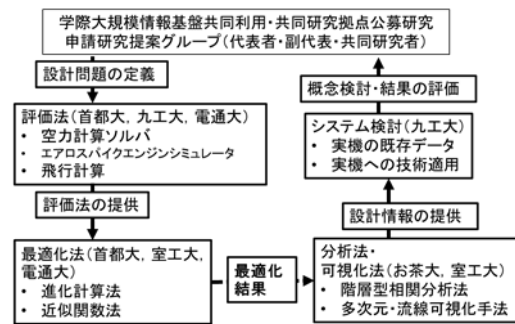 学際大規模情報基盤共同利用・共同研究拠点公募研究
申請研究提案グループ(代表者・副代表・共同研究者)
設計問題の定義
評価法(首都大, 九工大, 電通大)
• 空力計算ソルバ
• エアロスパイクエンジンシミュレータ
• 飛行計算
評価法の提供
最適化法(首都大, 室工大,
電通大)
• 進化計算法
• 近似関数法
最適化
結果
分析法・
可視化法(お茶大, 室工大)
• 階層型相関分析法
• 多次元・流線可視化手法
設計情報の提供
システム検討(九工大)
• 実機の既存データ
• 実機への技術適用
概念検討・結果の評価